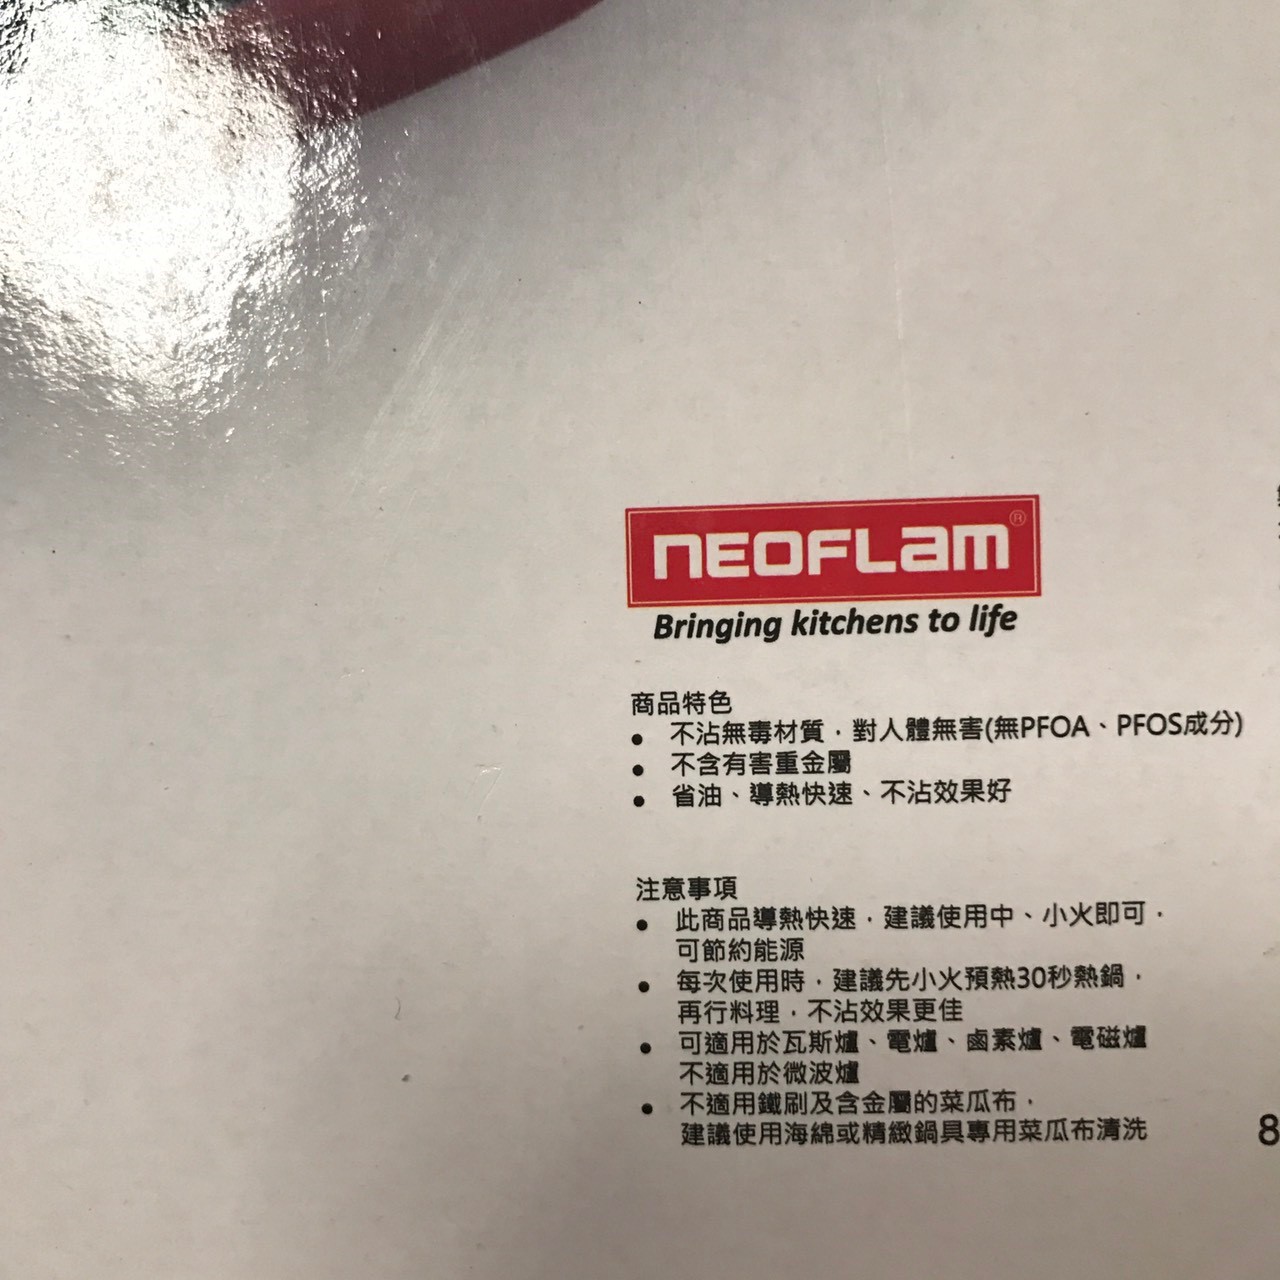 NEOFLAM®
Bringing kitchens to life
商品特色
● 不沾無毒材質，對人體無害(無PFOA、PFOS成分)
● 不含有害重金屬
● 省油、導熱快速、不沾效果好
注意事項
● 此商品導熱快速，建議使用中、小火即可，
可節約能源
● 每次使用時，建議先小火預熱30秒熱鍋，
再行料理，不沾效果更佳
● 可適用於瓦斯爐、電爐、鹵素爐、電磁爐
不適用於微波爐
● 不適用鐵刷及含金屬的菜瓜布，
建議使用海綿或精緻鍋具專用菜瓜布清洗
8